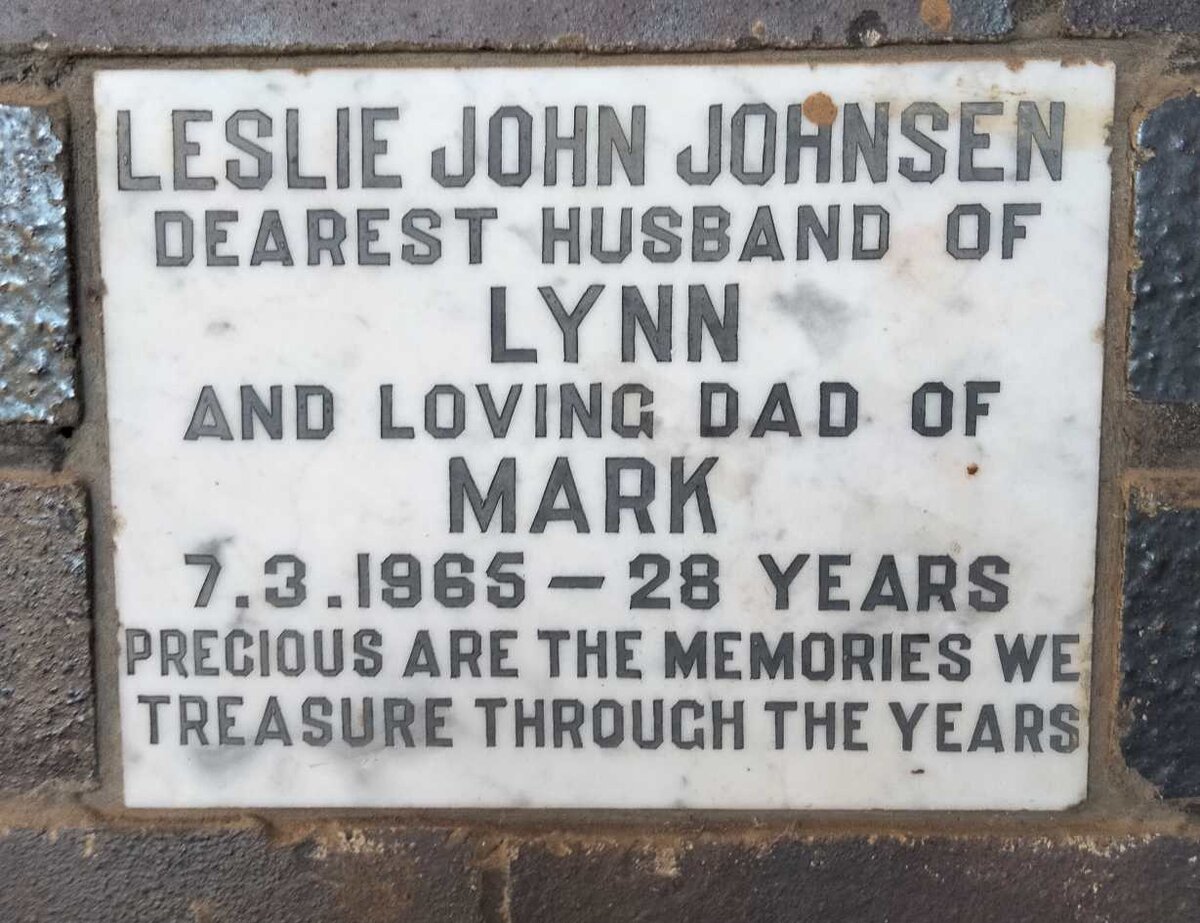 LESLIE JOHN JOHNSEN
DEAREST HUSBAND OF
LYNN
AND LOVING DAD OF
MARK
7.3.1965 — 28 YEARS
PRECIOUS ARE THE MEMORIES WE
TREASURE THROUGH THE YEARS